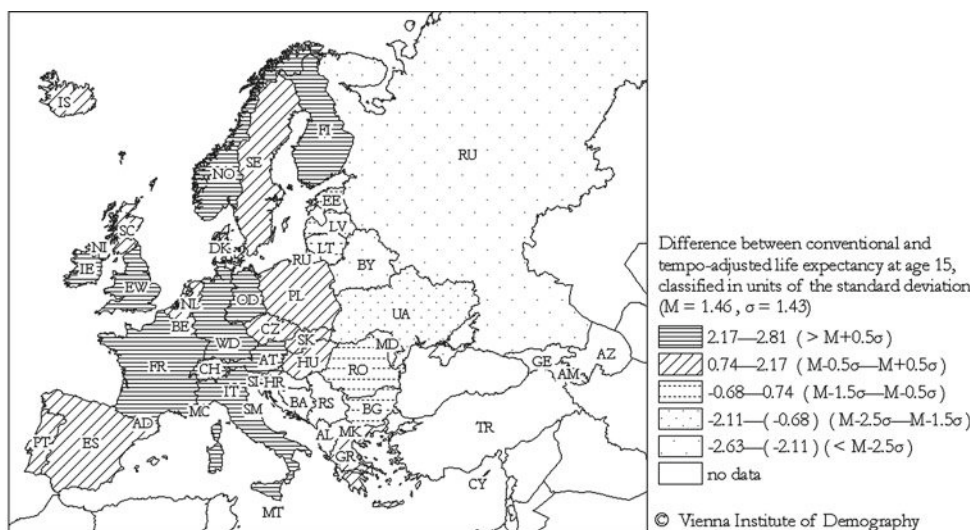 IS
FI
SE
NO
RU
EE
SC
LV
DK
LT
NI
RU
IE
BY
EW
NL
OD
PL
BE
UA
CZ
WD
SK
MD
AT
HU
FR
CH
RO
GE
AZ
SI
HR
IT
AM
BA
RS
MC
SM
BG
AD
MK
TR
AL
PT
ES
GR
CY
MT
Difference between conventional and
tempo-adjusted life expectancy at age 15,
classified in units of the standard deviation
(M = 1.46 , σ = 1.43)
2.17—2.81 ( > M+0.5σ)
0.74—2.17 ( M-0.5σ—M+0.5σ)
-0.68—0.74 ( M-1.5σ—M-0.5σ)
-2.11—( -0.68) ( M-2.5σ—M-1.5σ)
-2.63—( -2.11) ( < M-2.5σ)
no data
© Vienna Institute of Demography